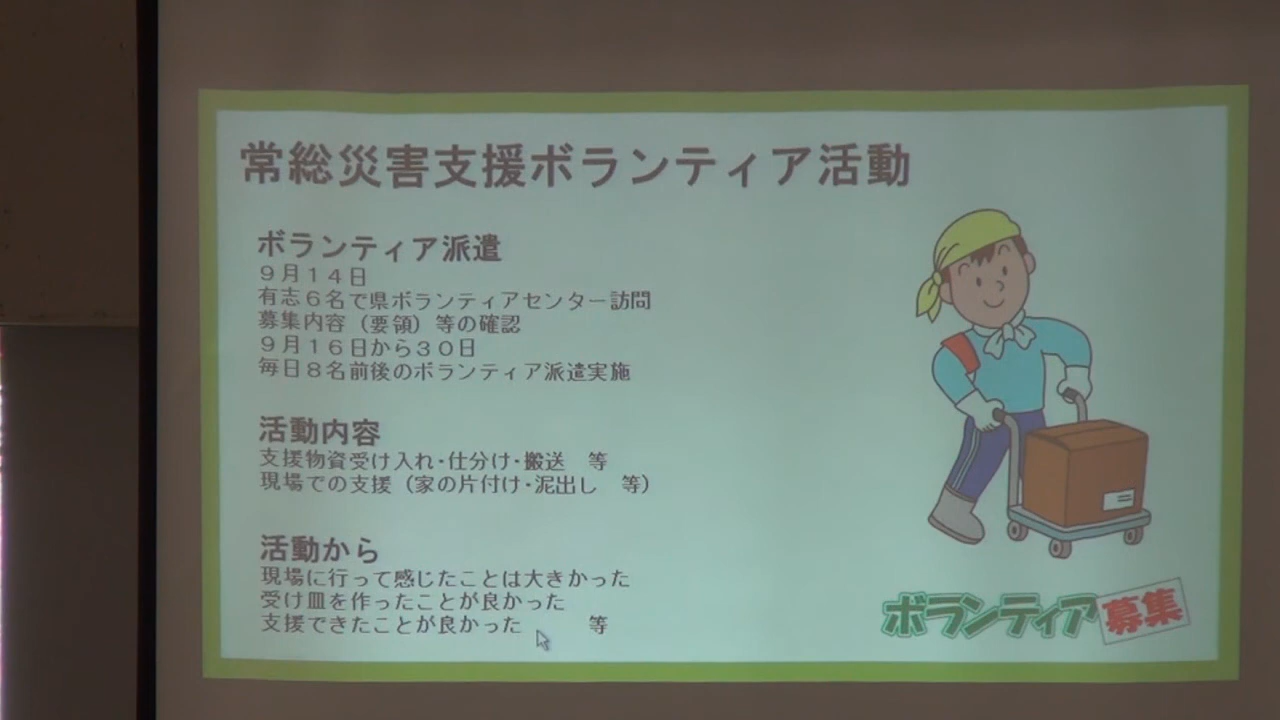 常総災害支援ボランティア活動
ボランティア派遣
９月１４日
有志６名で県ボランティアセンター訪問
募集内容（要領）等の確認
９月１６日から３０日
毎日８名前後のボランティア派遣実施
活動内容
支援物資受け入れ・仕分け・搬送　等
現場での支援（家の片付け・泥出し　等）
活動から
現場に行って感じたことは大きかった
受け皿を作ったことが良かった
支援できたことが良かった　　　等
ボランティア募集